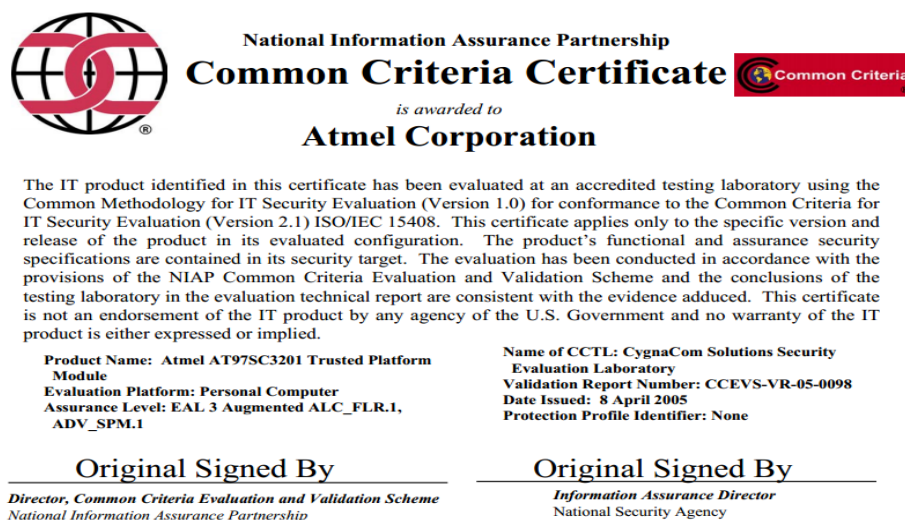 National Information Assurance Partnership
Common Criteria Certificate
Common Criteria
is awarded to
Atmel Corporation
®
The IT product identified in this certificate has been evaluated at an accredited testing laboratory using the
Common Methodology for IT Security Evaluation (Version 1.0) for conformance to the Common Criteria for
IT Security Evaluation (Version 2.1) ISO/IEC 15408. This certificate applies only to the specific version and
release of the product in its evaluated configuration. The product's functional and assurance security
specifications are contained in its security target. The evaluation has been conducted in accordance with the
provisions of the NIAP Common Criteria Evaluation and Validation Scheme and the conclusions of the
testing laboratory in the evaluation technical report are consistent with the evidence adduced. This certificate
is not an endorsement of the IT product by any agency of the U.S. Government and no warranty of the IT
product is either expressed or implied.
Product Name: Atmel AT97SC3201 Trusted Platform
Module
Evaluation Platform: Personal Computer
Assurance Level: EAL 3 Augmented ALC_FLR.1,
ADV_SPM.1
Name of CCTL: CygnaCom Solutions Security
Evaluation Laboratory
Validation Report Number: CCEVS-VR-05-0098
Date Issued: 8 April 2005
Protection Profile Identifier: None
Original Signed By
Director, Common Criteria Evaluation and Validation Scheme
National Information Assurance Partnership
Original Signed By
Information Assurance Director
National Security Agency